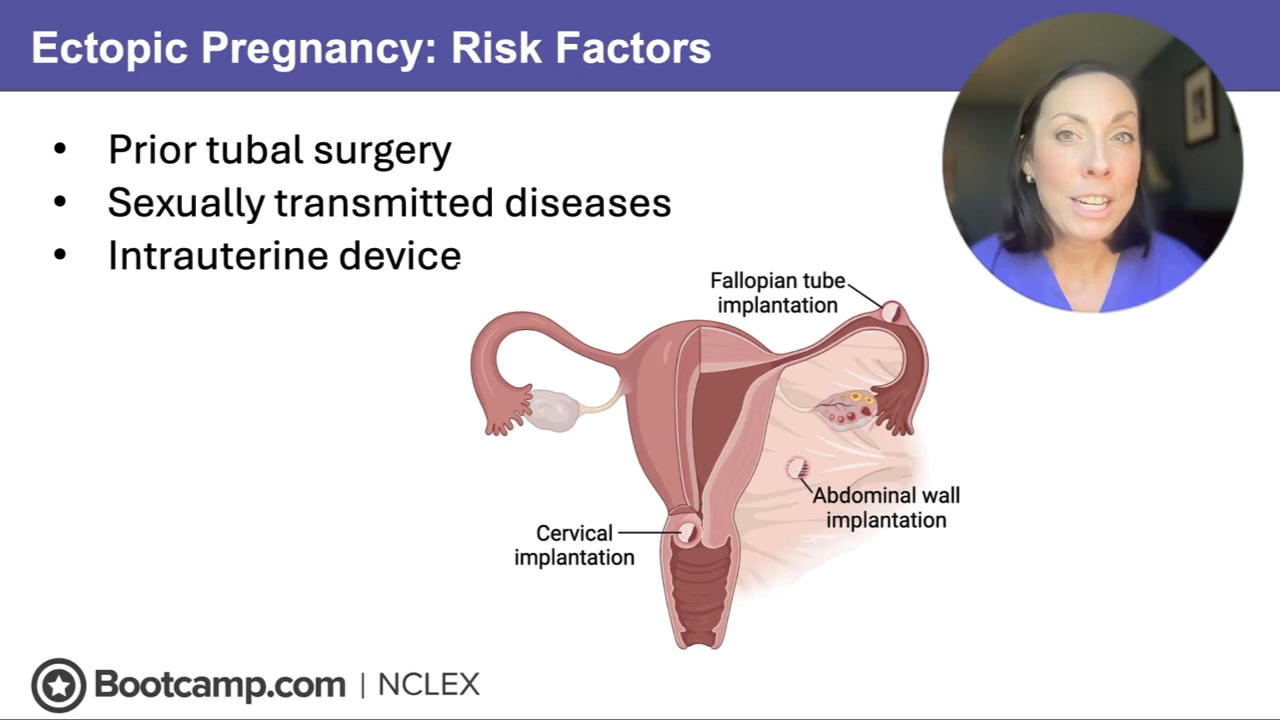 Ectopic Pregnancy: Risk Factors
• Prior tubal surgery
• Sexually transmitted diseases
• Intrauterine device
Fallopian tube
implantation
Abdominal wall
implantation
Cervical
implantation
Bootcamp.com | NCLEX